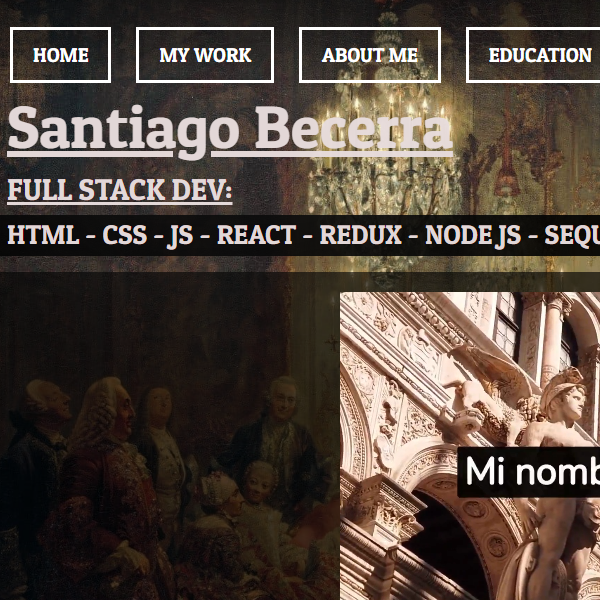 HOME MY WORK ABOUT ME EDUCATION
Santiago Becerra
FULL STACK DEV:
HTML - CSS - JS - REACT - REDUX - NODE JS - SEQU
Mi nomb